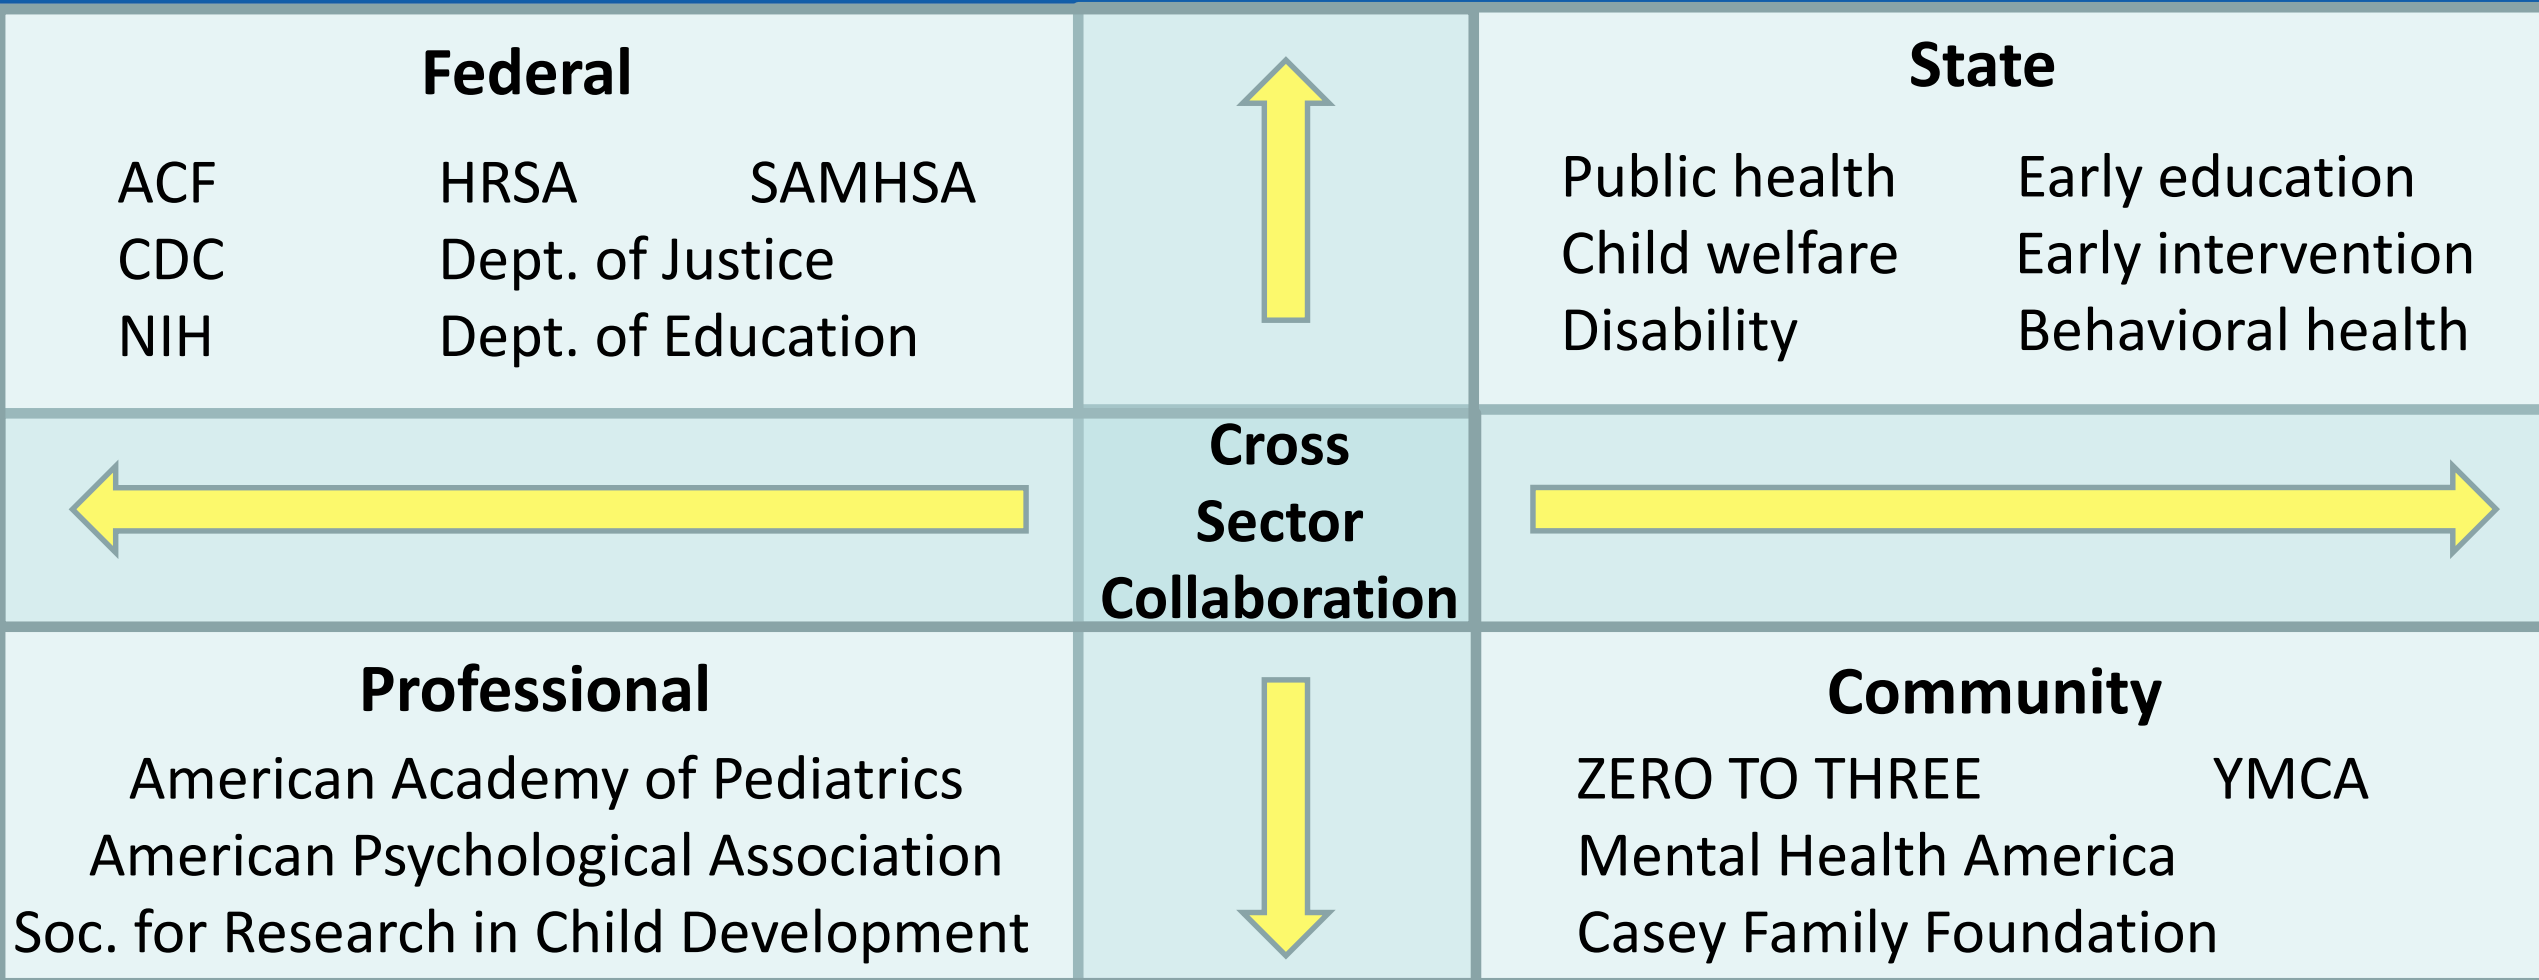 Federal
ACF HRSA SAMHSA
CDC Dept. of Justice
NIH Dept. of Education
State
Public health Early education
Child welfare Early intervention
Disability Behavioral health
Cross
Sector
Collaboration
Professional
American Academy of Pediatrics
American Psychological Association
Soc. for Research in Child Development
Community
ZERO TO THREE YMCA
Mental Health America
Casey Family Foundation